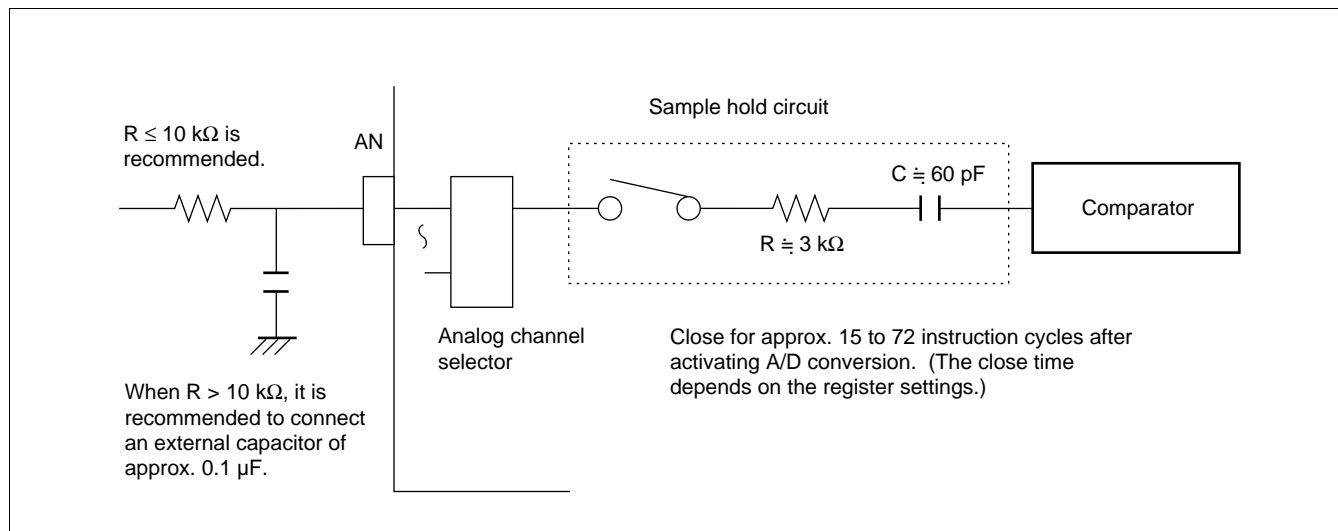 Sample hold circuit
R ≤ 10 kΩ is
recommended.
AN
C ≒ 60 pF
Comparator
R ≒ 3 kΩ
Analog channel
selector
Close for approx. 15 to 72 instruction cycles after
activating A/D conversion.  (The close time
depends on the register settings.)
When R > 10 kΩ, it is
recommended to connect
an external capacitor of
approx. 0.1 µF.